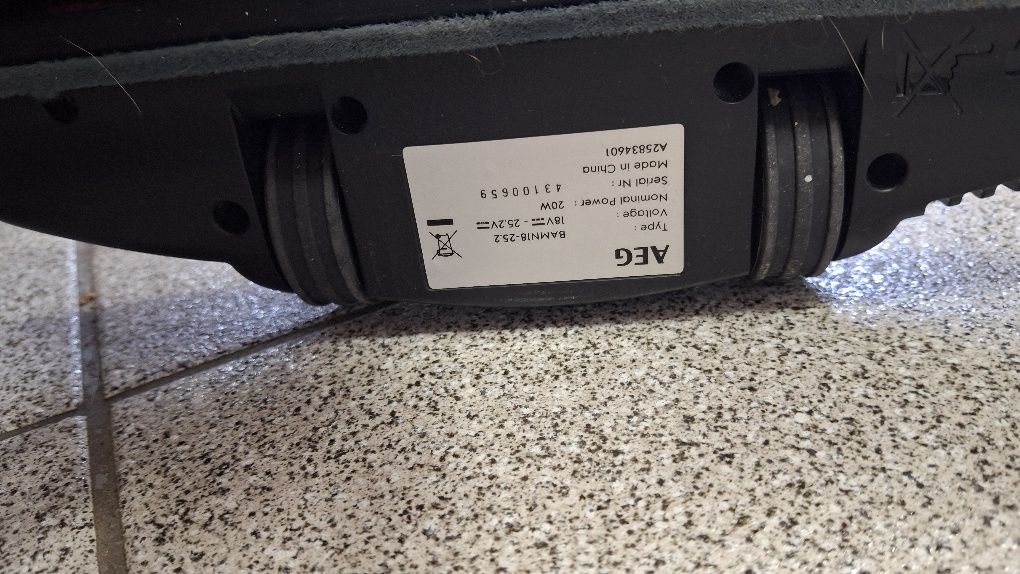 AEG
Type : BAMN18-25.2
Voltage : 18V⎓ - 25.2V⎓
Nominal Power : 20W
Serial Nr : 43100659
Made in China
A25834601